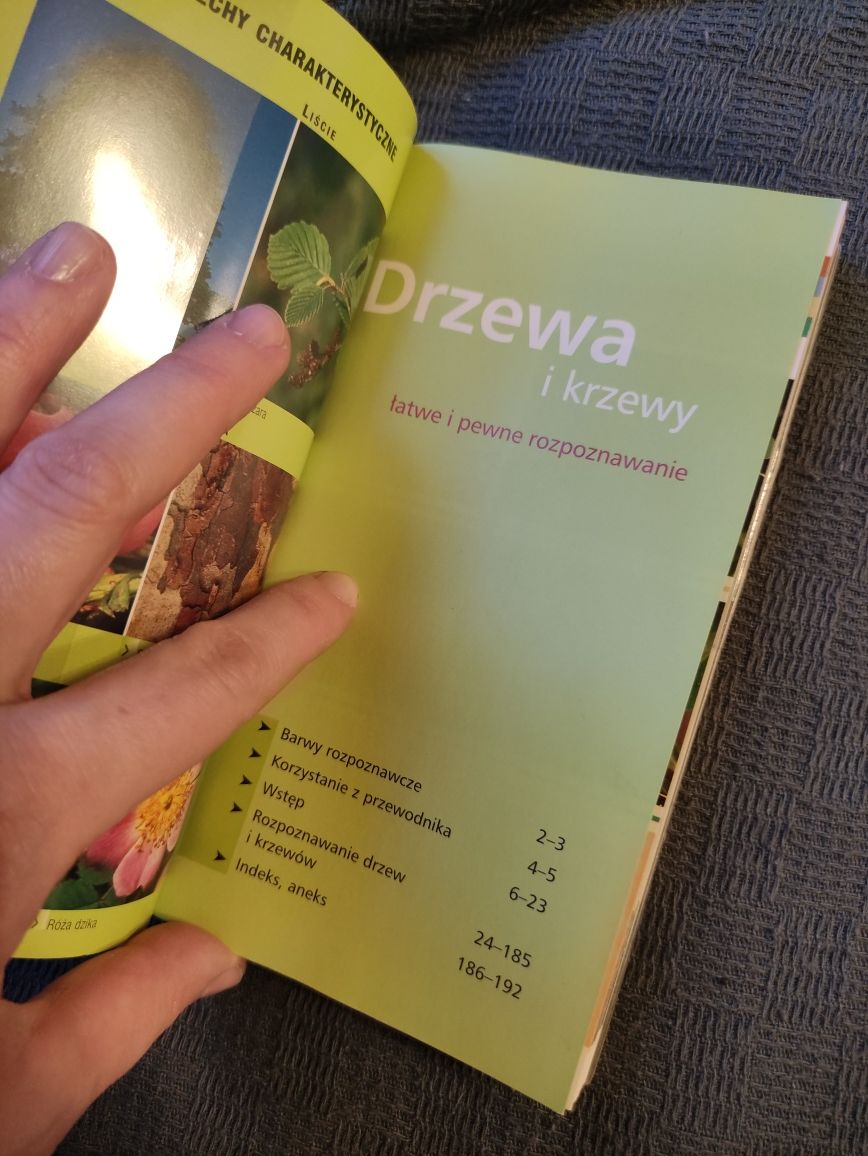 CHARAKTERYSTYCZNE
LIŚCIE
Róża dzika
Drzewa
i krzewy
łatwe i pewne rozpoznawanie
➤ Barwy rozpoznawcze 2–3
➤ Korzystanie z przewodnika 4–5
➤ Wstęp 6–23
➤ Rozpoznawanie drzew
i krzewów 24–185
➤ Indeks, aneks 186–192